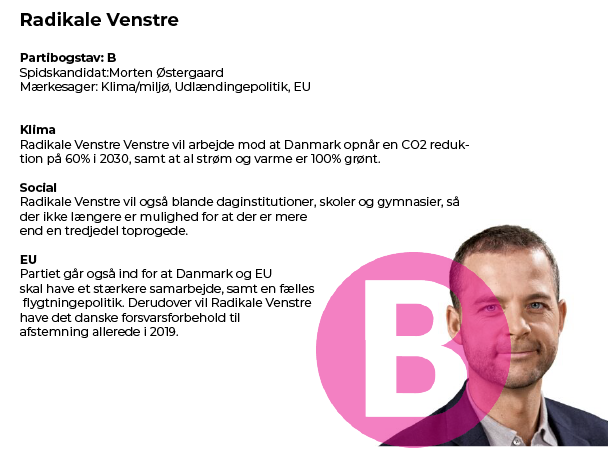 Radikale Venstre
Partibogstav: B
Spidskandidat:Morten Østergaard
Mærkesager: Klima/miljø, Udlændingepolitik, EU
Klima
Radikale Venstre Venstre vil arbejde mod at Danmark opnår en CO2 reduk-
tion på 60% i 2030, samt at al strøm og varme er 100% grønt.
Social
Radikale Venstre vil også blande daginstitutioner, skoler og gymnasier, så
der ikke længere er mulighed for at der er mere
end en tredjedel toprogede.
EU
Partiet går også ind for at Danmark og EU
skal have et stærkere samarbejde, samt en fælles
flygtningepolitik. Derudover vil Radikale Venstre
have det danske forsvarsforbehold til
afstemning allerede i 2019.
B